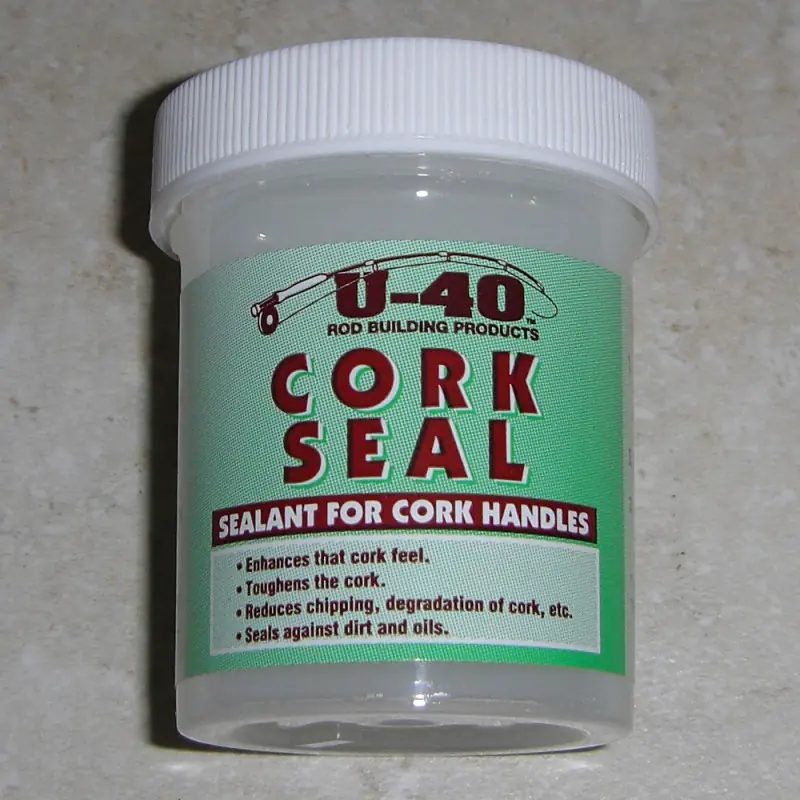 U-40™
ROD BUILDING PRODUCTS
CORK
SEAL
SEALANT FOR CORK HANDLES
• Enhances that cork feel.
• Toughens the cork.
• Reduces chipping, degradation of cork, etc.
• Seals against dirt and oils.